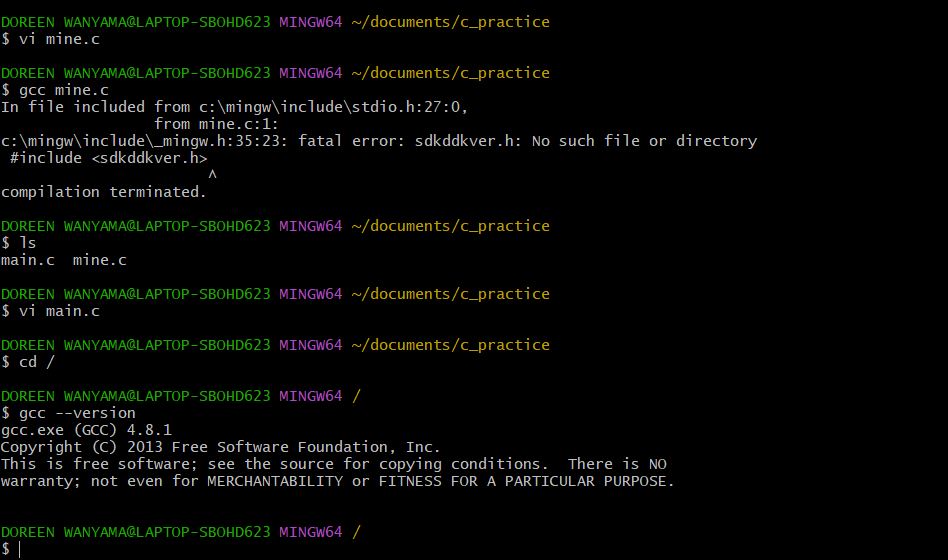 DOREEN WANYAMA@LAPTOP-SBOHD623 MINGW64 ~/documents/c_practice
$ vi mine.c
DOREEN WANYAMA@LAPTOP-SBOHD623 MINGW64 ~/documents/c_practice
$ gcc mine.c
In file included from c:\mingw\include\stdio.h:27:0,
                 from mine.c:1:
c:\mingw\include\_mingw.h:35:23: fatal error: sdkddkver.h: No such file or directory
 #include <sdkddkver.h>
                       ^
compilation terminated.
DOREEN WANYAMA@LAPTOP-SBOHD623 MINGW64 ~/documents/c_practice
$ ls
main.c  mine.c
DOREEN WANYAMA@LAPTOP-SBOHD623 MINGW64 ~/documents/c_practice
$ vi main.c
DOREEN WANYAMA@LAPTOP-SBOHD623 MINGW64 ~/documents/c_practice
$ cd /
DOREEN WANYAMA@LAPTOP-SBOHD623 MINGW64 /
$ gcc --version
gcc.exe (GCC) 4.8.1
Copyright (C) 2013 Free Software Foundation, Inc.
This is free software; see the source for copying conditions.  There is NO
warranty; not even for MERCHANTABILITY or FITNESS FOR A PARTICULAR PURPOSE.
DOREEN WANYAMA@LAPTOP-SBOHD623 MINGW64 /
$